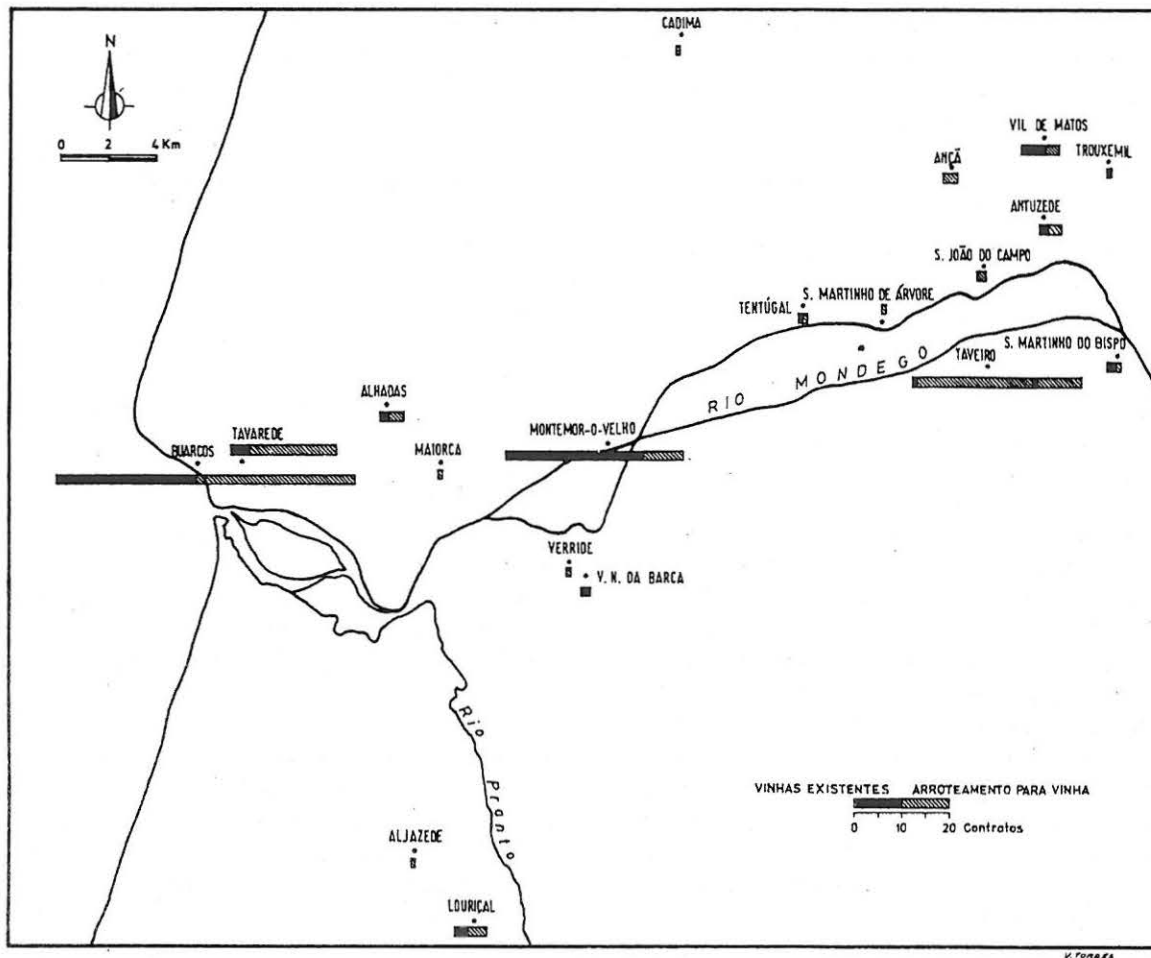 CADIMA
N
0 2 4 Km
VIL DE MATOS
TROUXEMIL
ANÇÃ
ANTUZEDE
S. JOÃO DO CAMPO
S. MARTINHO DE ÁRVORE
TENTÚGAL
S. MARTINHO DO BISPO
TAVEIRO
RIO MONDEGO
ALHADAS
MONTEMOR-O-VELHO
TAVAREDE
BUARCOS
MAIORCA
VERRIDE
V. N. DA BARCA
Rio Pranto
VINHAS EXISTENTES ARROTEAMENTO PARA VINHA
0 10 20 Contratos
ALJAZEDE
LOURIÇAL